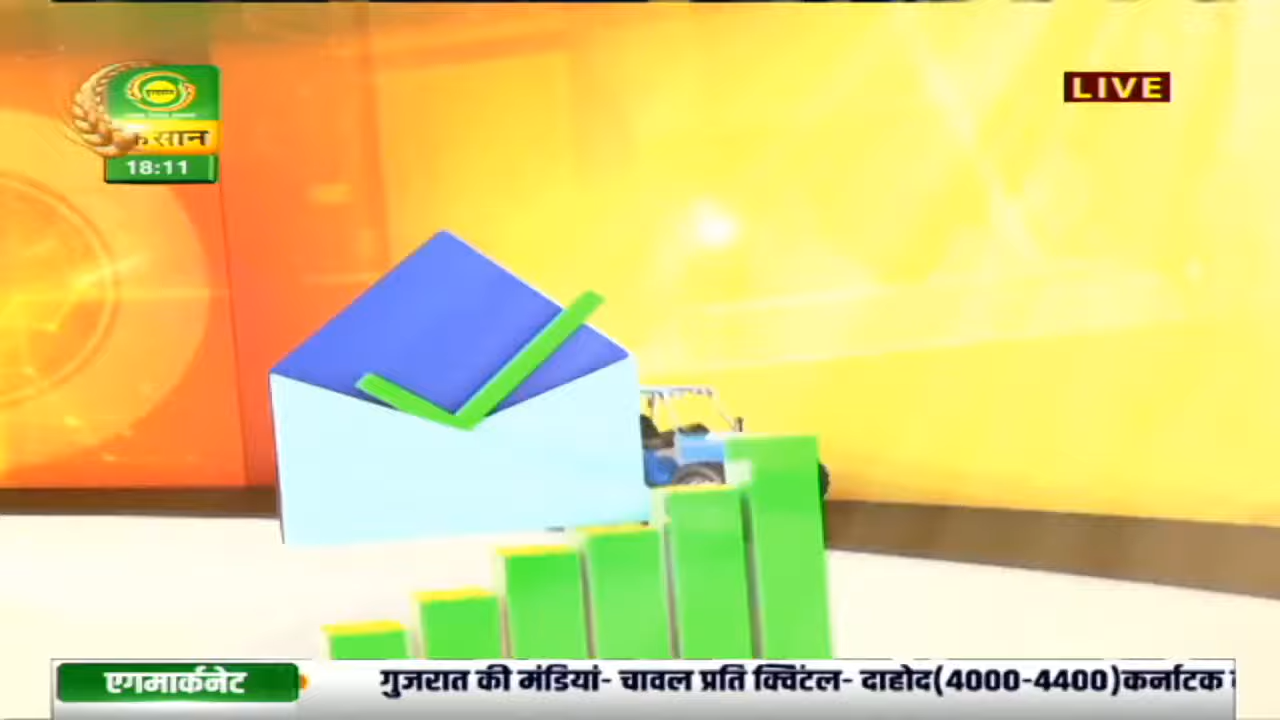 LIVE
किसान
18:11
एगमार्कनेट
गुजरात की मंडियां- चावल प्रति क्विंटल- दाहोद(4000-4400)कर्नाटक